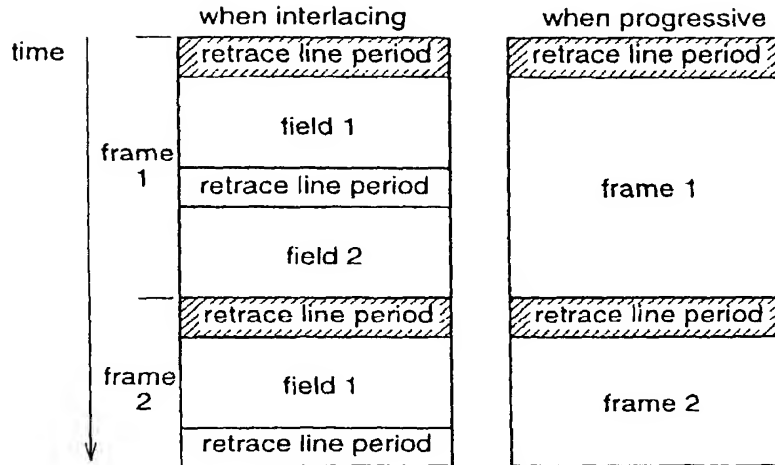 when interlacing
when progressive
time
retrace line period
retrace line period
field 1
frame
1
retrace line period
frame 1
field 2
retrace line period
retrace line period
frame
2
field 1
frame 2
retrace line period